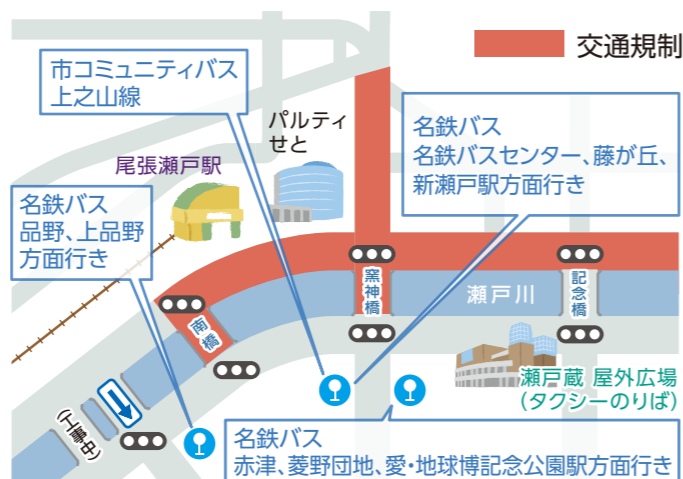 交通規制
市コミュニティバス
上之山線
パルティ
せと
名鉄バス
名鉄バスセンター、藤が丘、
新瀬戸駅方面行き
尾張瀬戸駅
名鉄バス
品野、上品野
方面行き
窯神橋
瀬戸川
記念橋
南橋
瀬戸蔵 屋外広場
(タクシーのりば)
(工事中)
名鉄バス
赤津、菱野団地、愛・地球博記念公園駅方面行き